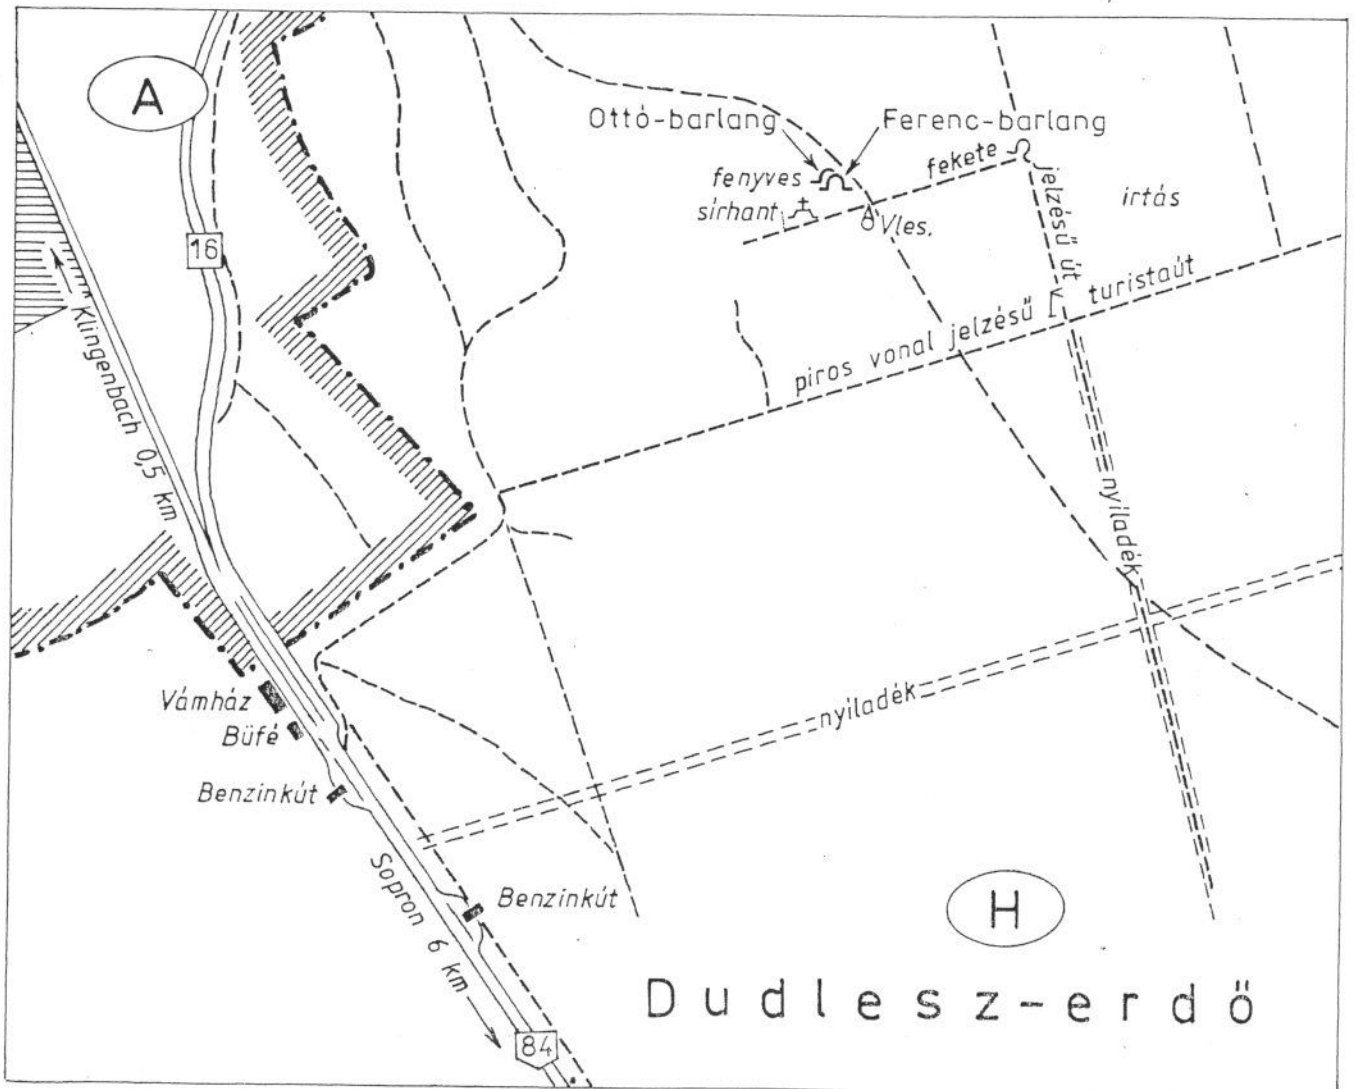 A
Ottó-barlang
Ferenc-barlang
fekete
fenyves
sírhant
Vles.
jelzésű út
irtás
16
piros vonal jelzésű
turistaút
Klingenbach 0,5 km
nyiladék
nyiladék
Vámház
Büfé
Benzinkút
Benzinkút
Sopron 6 km
H
Dudlesz-erdő
84